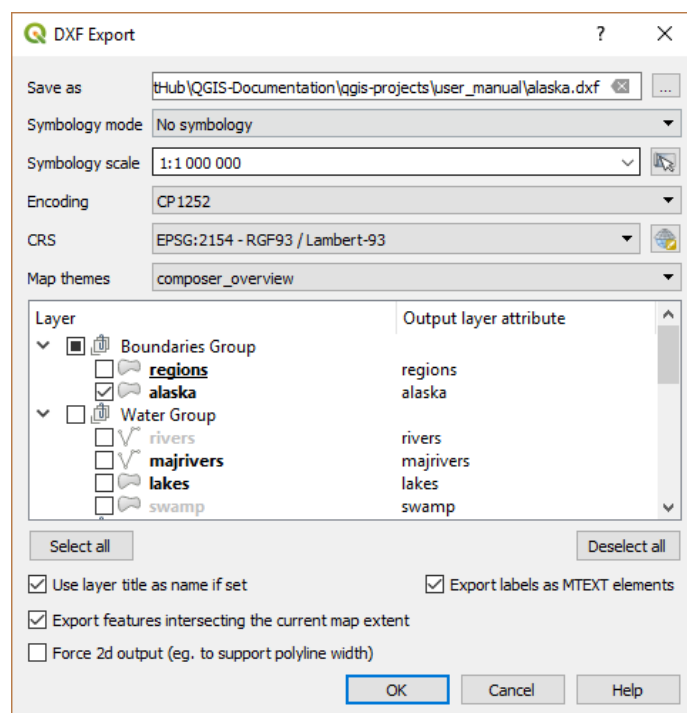 DXF Export ?
Save as tHub\QGIS-Documentation\qgis-projects\user_manual\alaska.dxf ...
Symbology mode No symbology
Symbology scale 1:1 000 000
Encoding CP1252
CRS EPSG:2154 - RGF93 / Lambert-93
Map themes composer_overview
Layer Output layer attribute
Boundaries Group
regions regions
alaska alaska
Water Group
rivers rivers
majrivers majrivers
lakes lakes
swamp swamp
Select all Deselect all
Use layer title as name if set Export labels as MTEXT elements
Export features intersecting the current map extent
Force 2d output (eg. to support polyline width)
OK Cancel Help